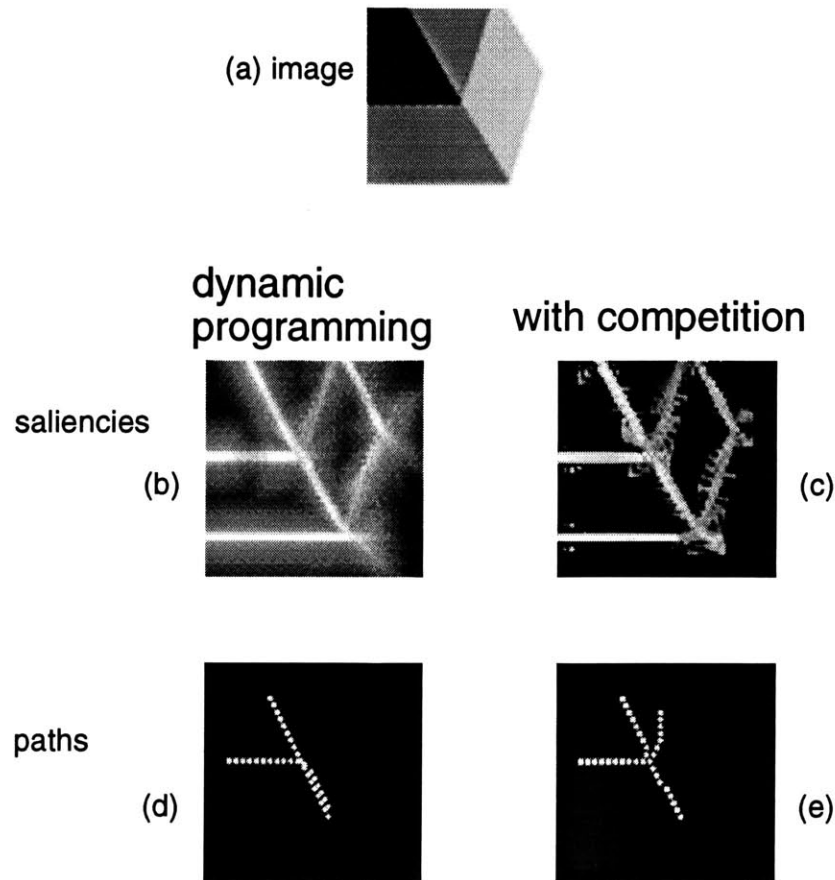 (a) image
dynamic
programming
with competition
saliencies
(b)
(c)
paths
(d)
(e)